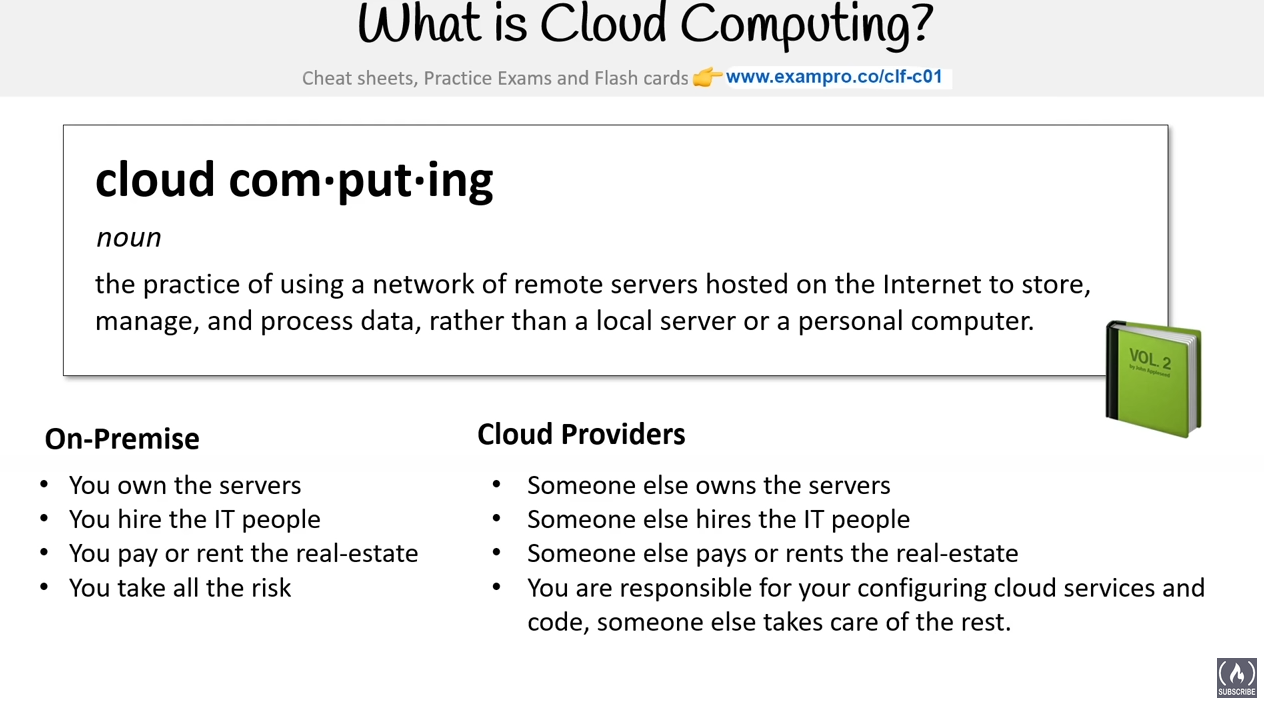 What is Cloud Computing?
Cheat sheets, Practice Exams and Flash cards 👉 www.exampro.co/clf-c01
cloud com·put·ing
noun
the practice of using a network of remote servers hosted on the Internet to store,
manage, and process data, rather than a local server or a personal computer.
VOL. 2
by John Appleseed
On-Premise
• You own the servers
• You hire the IT people
• You pay or rent the real-estate
• You take all the risk
Cloud Providers
• Someone else owns the servers
• Someone else hires the IT people
• Someone else pays or rents the real-estate
• You are responsible for your configuring cloud services and
code, someone else takes care of the rest.
SUBSCRIBE